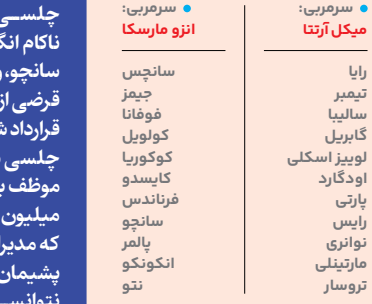 سرمربی:
میکل آرتتا
رایا
تیمبر
سالیبا
گابریل
لوییز اسکلی
اودگارد
پارتی
رایس
نوانری
مارتینلی
تروسار
سرمربی:
انزو مارسکا
سانچس
جیمز
فوفانا
کولویل
کوکوریا
کایسدو
فرناندس
سانچو
پالمر
انکونکو
نتو
چلسی
ناکام انگ
سانچو،
قرضی از
قرارداد ش
چلسی
موظف ب
میلیون
که مدیرا
پشیمان
نتوانس